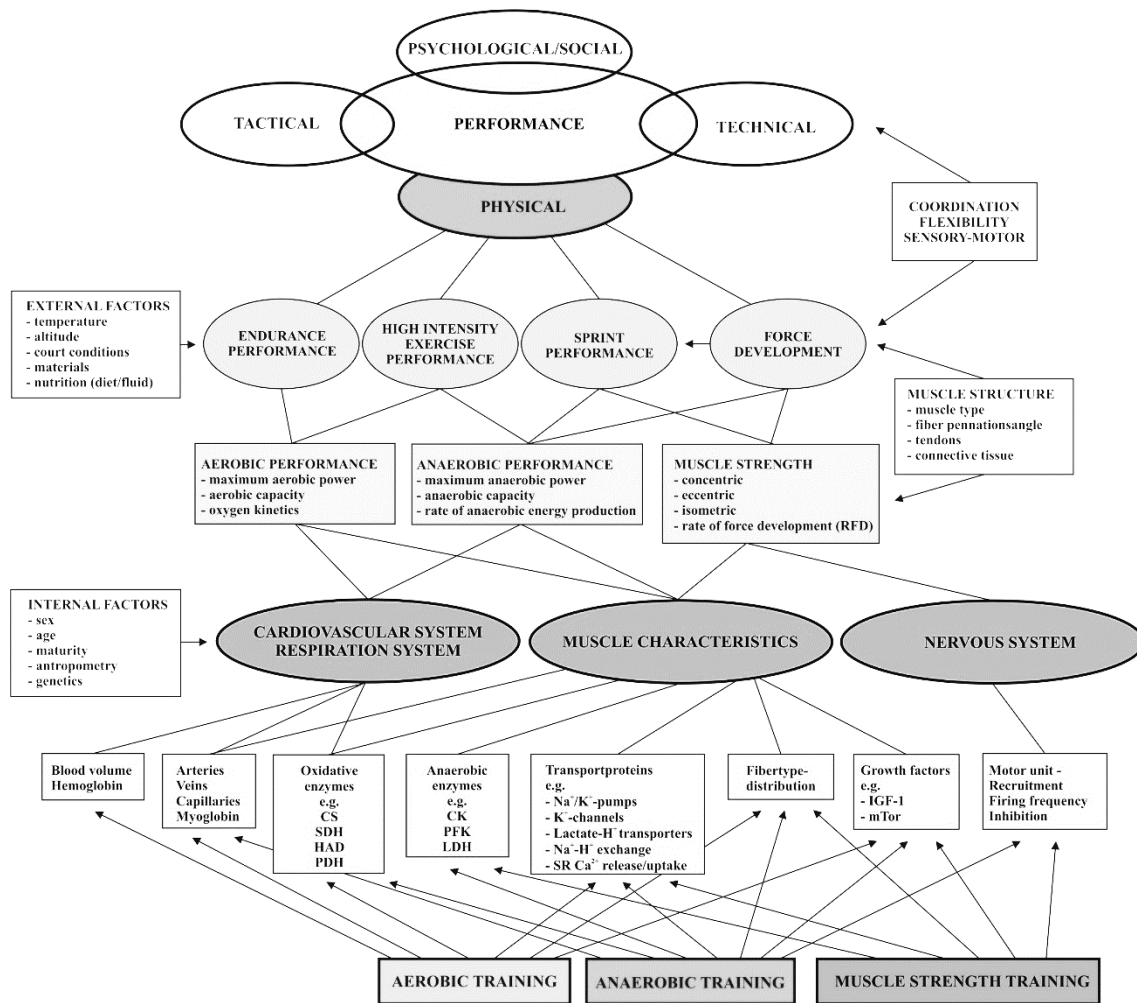 PSYCHOLOGICAL/SOCIAL
TACTICAL
PERFORMANCE
TECHNICAL
PHYSICAL
COORDINATION
FLEXIBILITY
SENSORY-MOTOR
EXTERNAL FACTORS
- temperature
- altitude
- court conditions
- materials
- nutrition (diet/fluid)
ENDURANCE
PERFORMANCE
HIGH INTENSITY
EXERCISE
PERFORMANCE
SPRINT
PERFORMANCE
FORCE
DEVELOPMENT
MUSCLE STRUCTURE
- muscle type
- fiber pennationsangle
- tendons
- connective tissue
AEROBIC PERFORMANCE
- maximum aerobic power
- aerobic capacity
- oxygen kinetics
ANAEROBIC PERFORMANCE
- maximum anaerobic power
- anaerobic capacity
- rate of anaerobic energy production
MUSCLE STRENGTH
- concentric
- eccentric
- isometric
- rate of force development (RFD)
INTERNAL FACTORS
- sex
- age
- maturity
- antropometry
- genetics
CARDIOVASCULAR SYSTEM
RESPIRATION SYSTEM
MUSCLE CHARACTERISTICS
NERVOUS SYSTEM
Blood volume
Hemoglobin
Arteries
Veins
Capillaries
Myoglobin
Oxidative
enzymes
e.g.
CS
SDH
HAD
PDH
Anaerobic
enzymes
e.g.
CK
PFK
LDH
Transportproteins
e.g.
- Na⁺/K⁺-pumps
- K⁺-channels
- Lactate-H⁺ transporters
- Na⁺-H⁺ exchange
- SR Ca²⁺ release/uptake
Fibertype-
distribution
Growth factors
e.g.
- IGF-1
- mTor
Motor unit -
Recruitment
Firing frequency
Inhibition
AEROBIC TRAINING
ANAEROBIC TRAINING
MUSCLE STRENGTH TRAINING